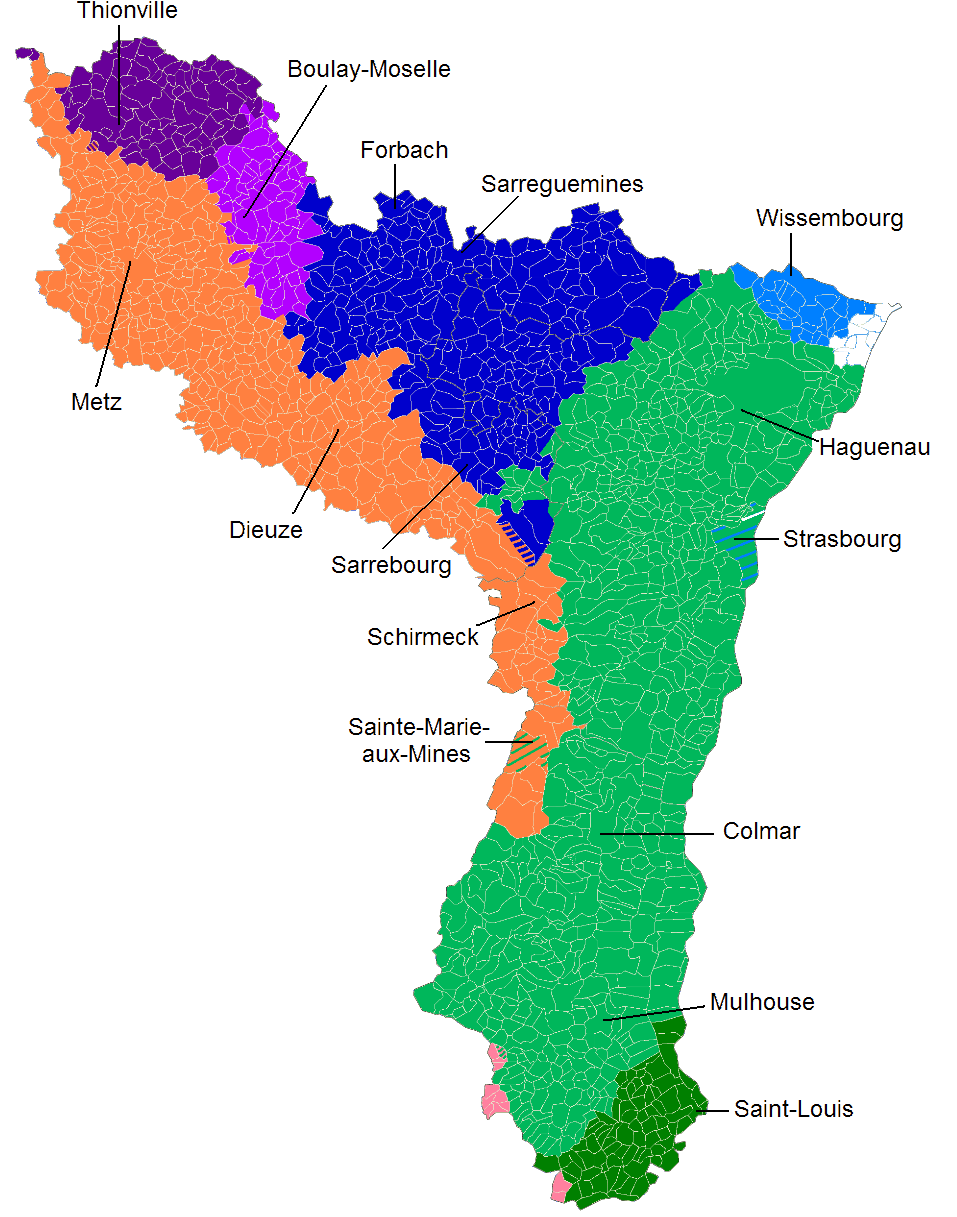 Thionville
Boulay-Moselle
Forbach
Sarreguemines
Wissembourg
Metz
Haguenau
Dieuze
Strasbourg
Sarrebourg
Schirmeck
Sainte-Marie-
aux-Mines
Colmar
Mulhouse
Saint-Louis